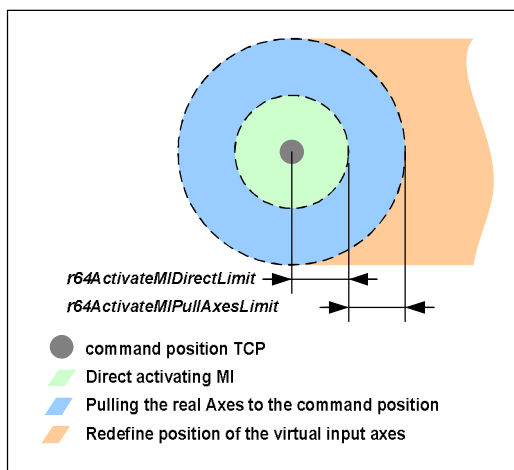 r64ActivateMIDirectLimit
r64ActivateMIPullAxesLimit
command position TCP
Direct activating MI
Pulling the real Axes to the command position
Redefine position of the virtual input axes